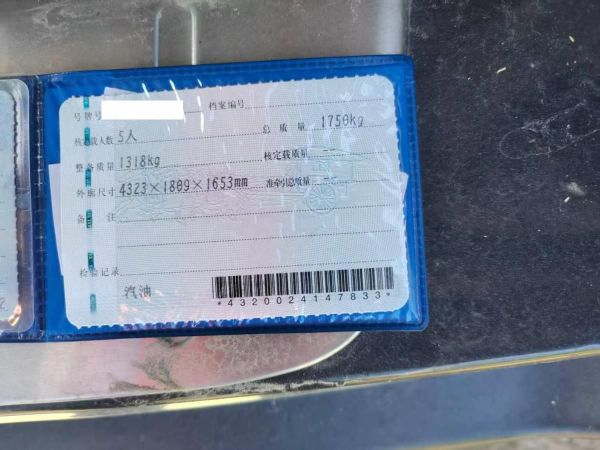 号牌号 档案编号
核定载人数 5人 总质量 1750kg
整备质量 1318kg 核定载质量 --
外廓尺寸 4323×1809×1653mm 准牵引总质量 --
备注
检验记录
汽油
*4320024147833*